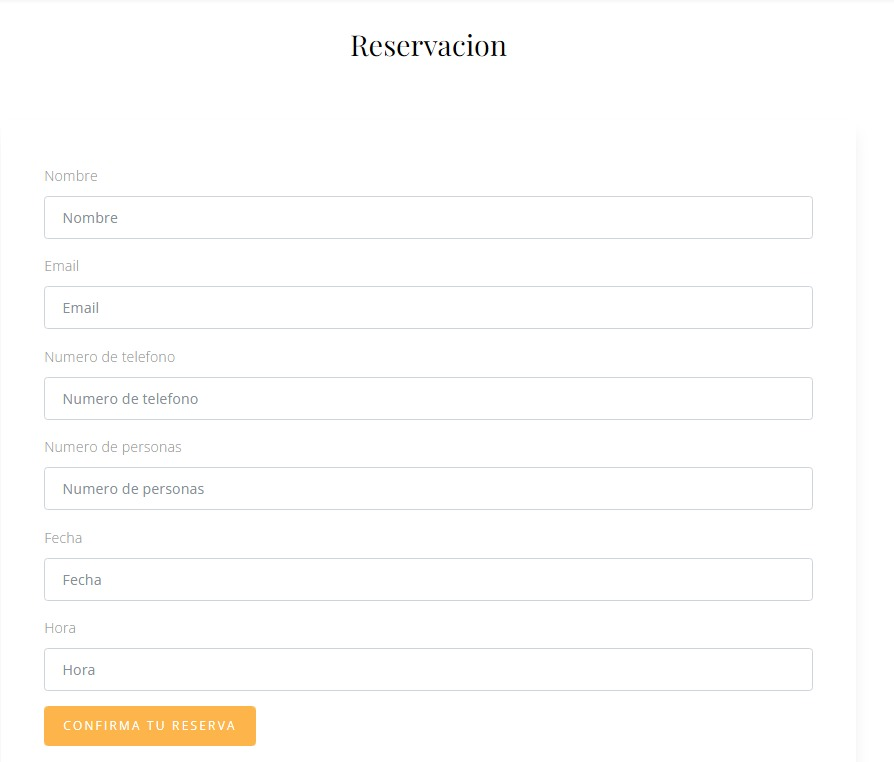 Reservacion
Nombre
Nombre
Email
Email
Numero de telefono
Numero de telefono
Numero de personas
Numero de personas
Fecha
Fecha
Hora
Hora
CONFIRMA TU RESERVA